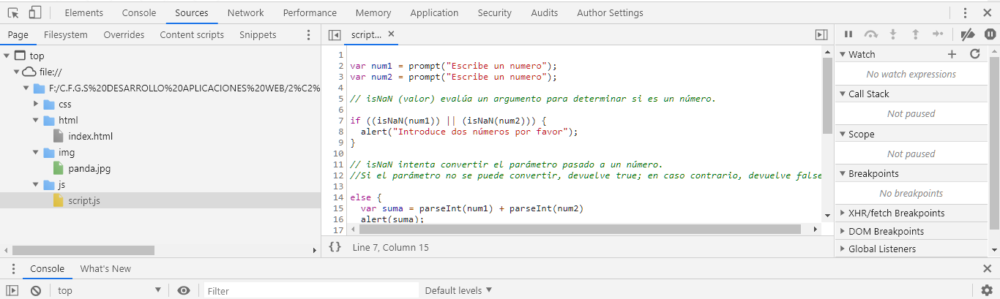 Elements Console Sources Network Performance Memory Application Security Audits Author Settings
Page Filesystem Overrides Content scripts Snippets
top
file://
F:/C.F.G.S%20DESARROLLO%20APLICACIONES%20WEB/2%C2%
css
html
index.html
img
panda.jpg
js
script.js
script...
1
2 var num1 = prompt("Escribe un numero");
3 var num2 = prompt("Escribe un numero");
4
5 // isNaN (valor) evalúa un argumento para determinar si es un número.
6
7 if ((isNaN(num1)) || (isNaN(num2))) {
8 alert("Introduce dos números por favor");
9 }
10
11 // isNaN intenta convertir el parámetro pasado a un número.
12 //Si el parámetro no se puede convertir, devuelve true; en caso contrario, devuelve false
13
14 else {
15 var suma = parseInt(num1) + parseInt(num2)
16 alert(suma);
17
{} Line 7, Column 15
Watch
No watch expressions
Call Stack
Not paused
Scope
Not paused
Breakpoints
No breakpoints
XHR/fetch Breakpoints
DOM Breakpoints
Global Listeners
Console What's New
top Filter Default levels